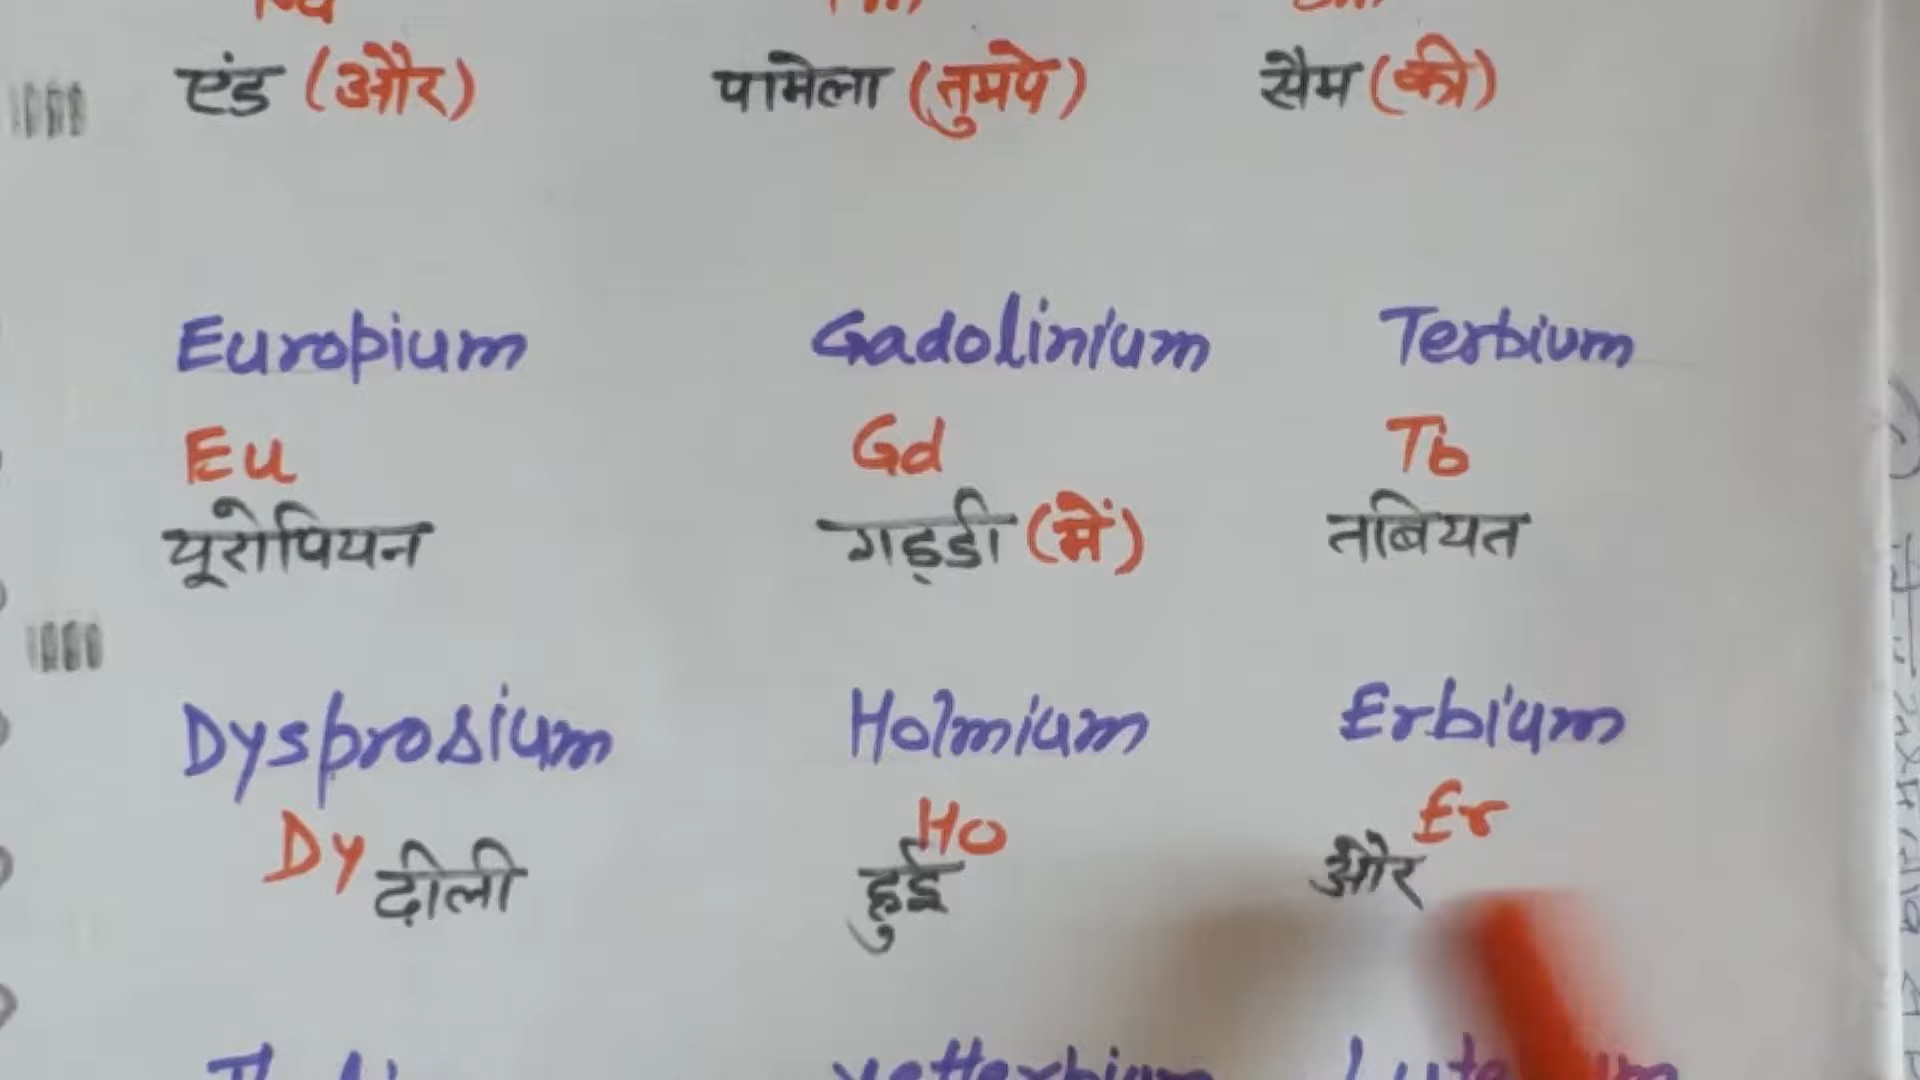 एंड (और) पामेला (तुमपे) सैम (की)
Europium Gadolinium Terbium
Eu Gd Tb
यूरोपियन गड्डी (में) तबियत
Dysprosium Holmium Erbium
Dy Ho Er
ढ़ीली हुई और